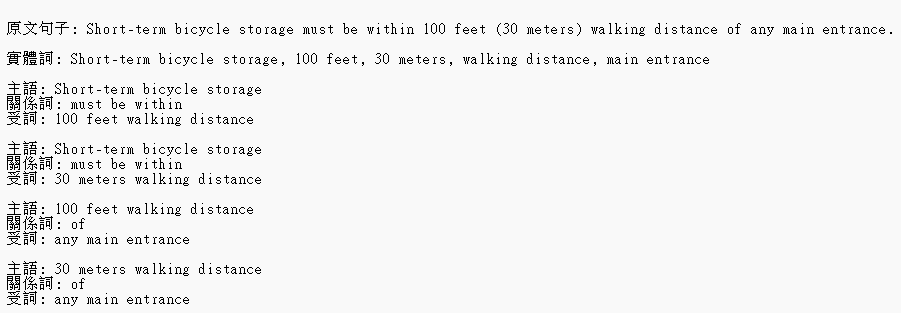 原文句子: Short-term bicycle storage must be within 100 feet (30 meters) walking distance of any main entrance.
實體詞: Short-term bicycle storage, 100 feet, 30 meters, walking distance, main entrance
主語: Short-term bicycle storage
關係詞: must be within
受詞: 100 feet walking distance
主語: Short-term bicycle storage
關係詞: must be within
受詞: 30 meters walking distance
主語: 100 feet walking distance
關係詞: of
受詞: any main entrance
主語: 30 meters walking distance
關係詞: of
受詞: any main entrance